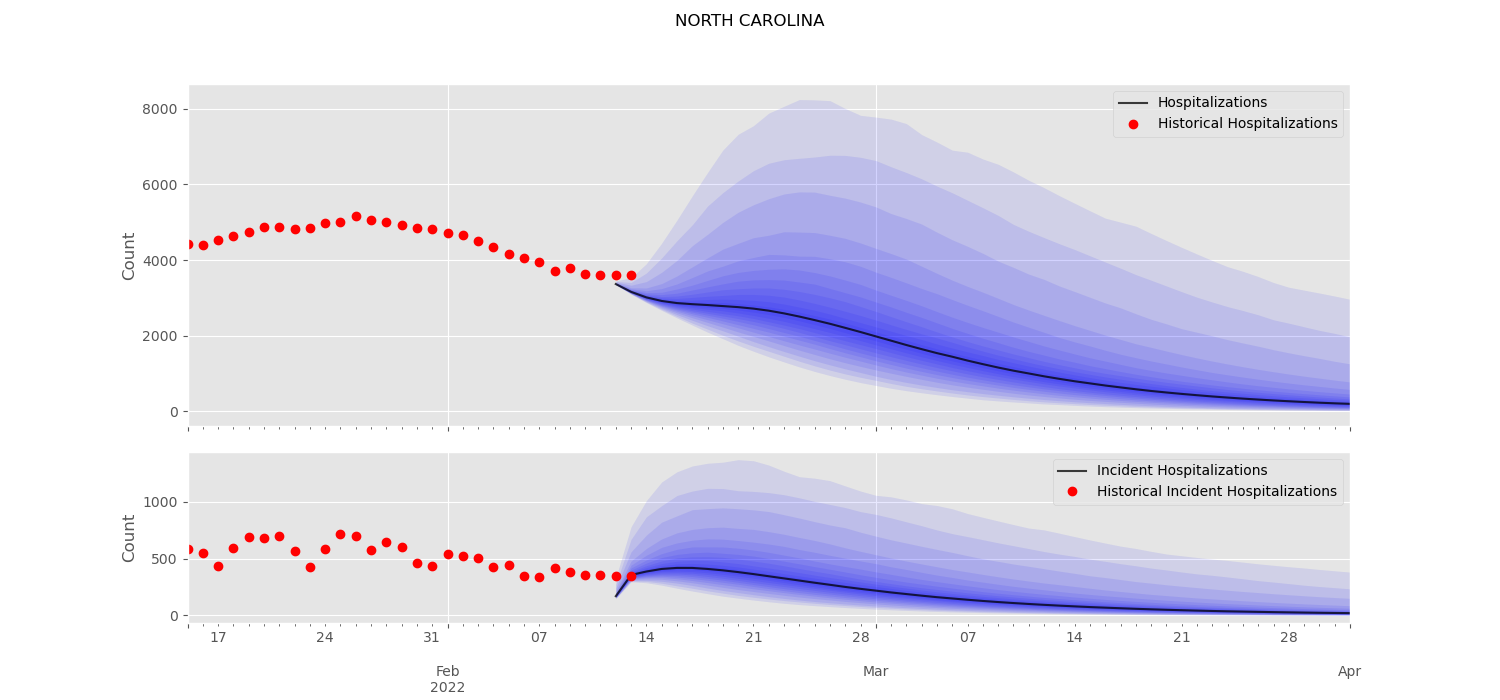 NORTH CAROLINA
8000
6000
4000
2000
0
Count
Hospitalizations
Historical Hospitalizations
1000
500
0
Count
Incident Hospitalizations
Historical Incident Hospitalizations
17 24 31 07 14 21 28 07 14 21 28
Feb Mar Apr
2022